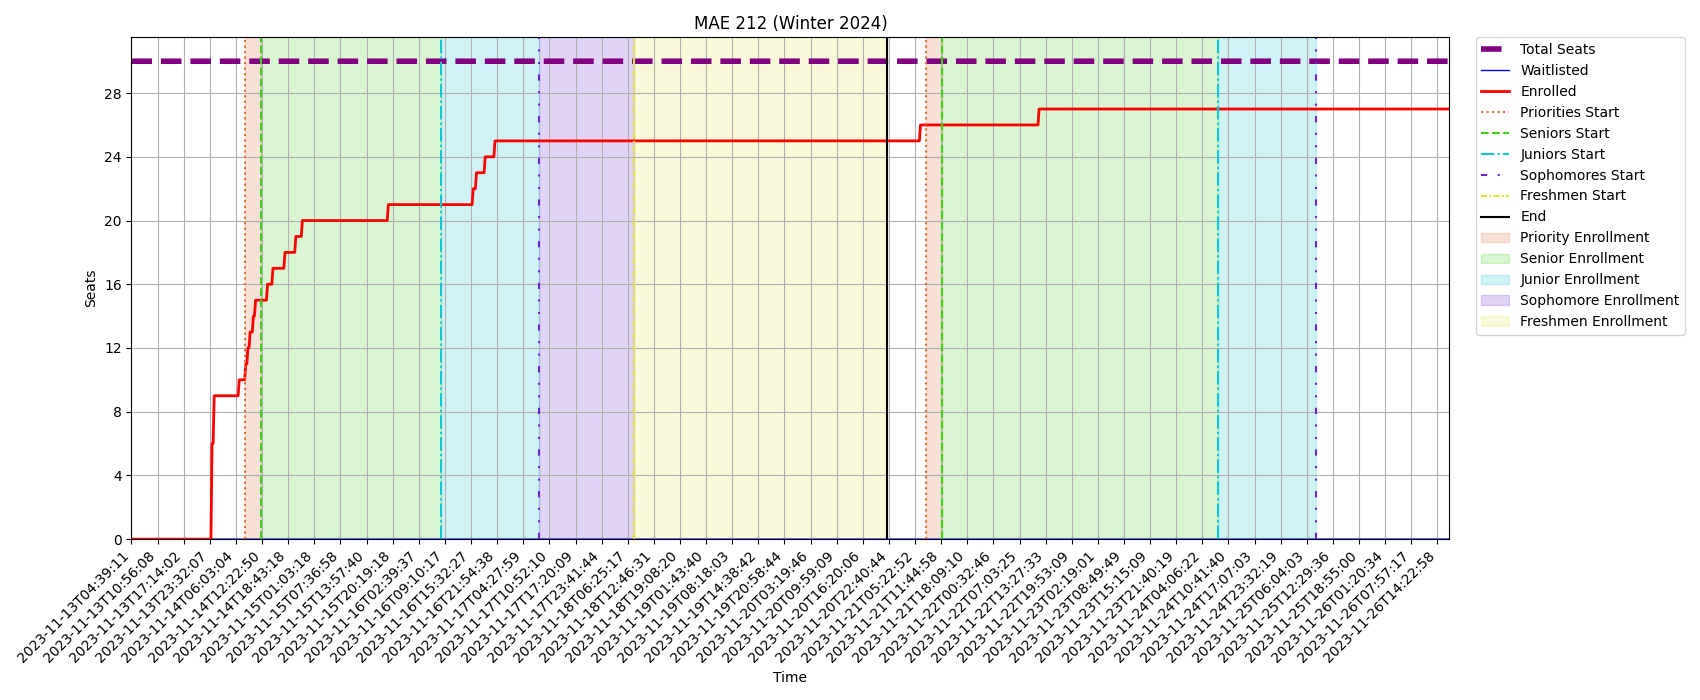 MAE 212 (Winter 2024)
Total Seats
Waitlisted
Enrolled
Priorities Start
Seniors Start
Juniors Start
Sophomores Start
Freshmen Start
End
Priority Enrollment
Senior Enrollment
Junior Enrollment
Sophomore Enrollment
Freshmen Enrollment
Seats
28
24
20
16
12
8
4
0
2023-11-13T04:39:11
2023-11-13T10:56:08
2023-11-13T17:14:02
2023-11-13T23:32:07
2023-11-14T06:03:04
2023-11-14T12:22:50
2023-11-14T18:43:18
2023-11-15T01:03:18
2023-11-15T07:36:58
2023-11-15T13:57:40
2023-11-15T20:19:18
2023-11-16T02:39:37
2023-11-16T09:10:17
2023-11-16T15:32:27
2023-11-16T21:54:38
2023-11-17T04:27:59
2023-11-17T10:52:10
2023-11-17T17:20:09
2023-11-17T23:41:44
2023-11-18T06:25:17
2023-11-18T12:46:31
2023-11-18T19:08:20
2023-11-19T01:43:40
2023-11-19T08:18:03
2023-11-19T14:38:42
2023-11-19T20:58:44
2023-11-20T03:19:46
2023-11-20T09:59:09
2023-11-20T16:20:06
2023-11-20T22:40:44
2023-11-21T05:22:52
2023-11-21T11:44:58
2023-11-21T18:09:10
2023-11-22T00:32:46
2023-11-22T07:03:25
2023-11-22T13:27:33
2023-11-22T19:53:09
2023-11-23T02:19:01
2023-11-23T08:49:49
2023-11-23T15:15:09
2023-11-23T21:40:19
2023-11-24T04:06:22
2023-11-24T10:41:40
2023-11-24T17:07:03
2023-11-24T23:32:19
2023-11-25T06:04:03
2023-11-25T12:29:36
2023-11-25T18:55:00
2023-11-26T01:20:34
2023-11-26T07:57:17
2023-11-26T14:22:58
Time